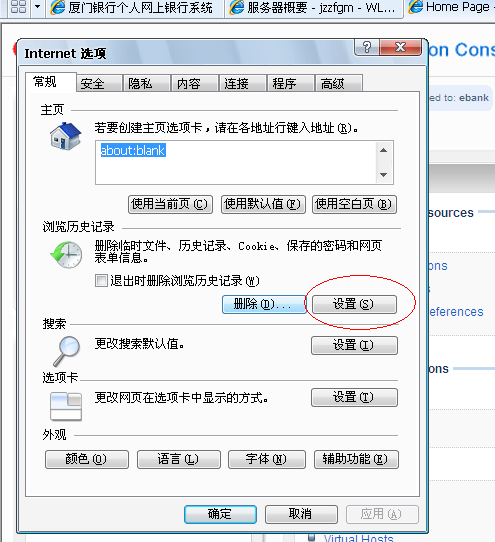 厦门银行个人网上银行系统
服务器概要 - jzzfgm - WL...
Home Page -
on Cons
ed to: ebank
Internet 选项
常规 安全 隐私 内容 连接 程序 高级
主页
若要创建主页选项卡，请在各地址行键入地址(R)。
about:blank
使用当前页(C) 使用默认值(F) 使用空白页(B)
浏览历史记录
删除临时文件、历史记录、Cookie、保存的密码和网页
表单信息。
退出时删除浏览历史记录(W)
删除(D)... 设置(S)
搜索
更改搜索默认值。 设置(I)
选项卡
更改网页在选项卡中显示的方式。 设置(T)
外观
颜色(O) 语言(L) 字体(N) 辅助功能(E)
确定 取消 应用(A)
sources
ons
s
eferences
ons
Virtual Hosts